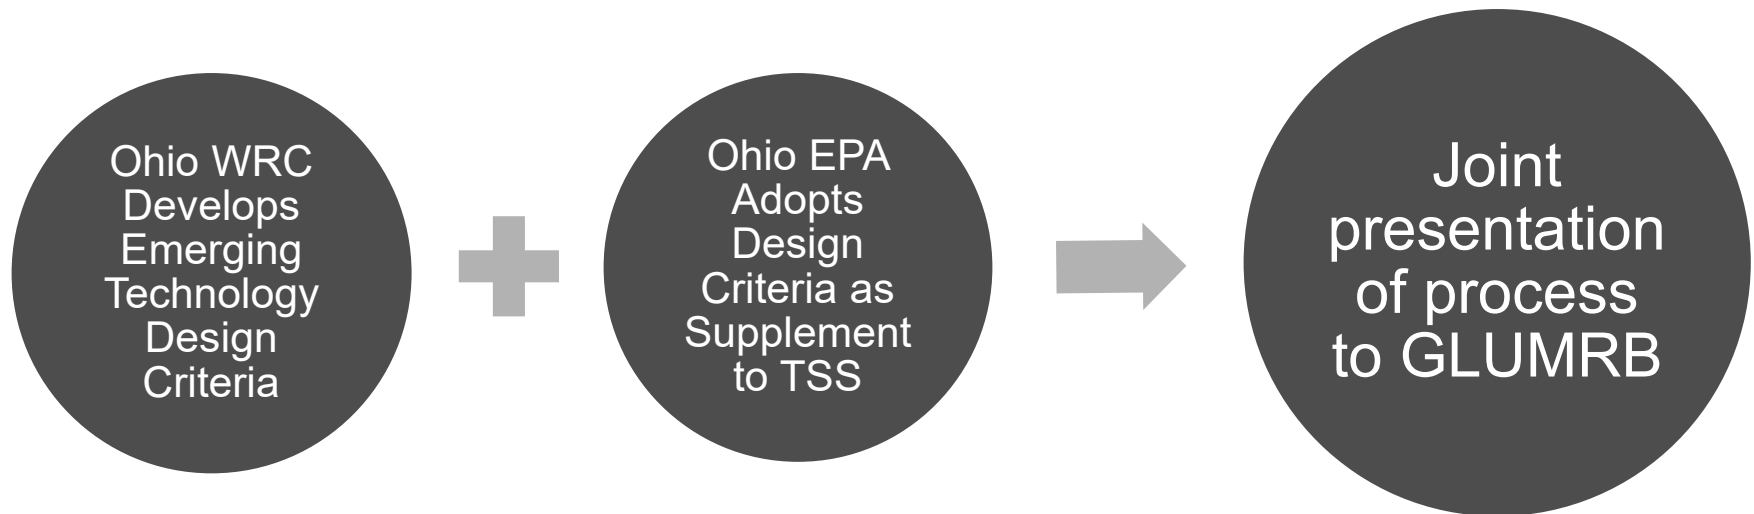 Ohio WRC
Develops
Emerging
Technology
Design
Criteria
Ohio EPA
Adopts
Design
Criteria as
Supplement
to TSS
Joint
presentation
of process
to GLUMRB